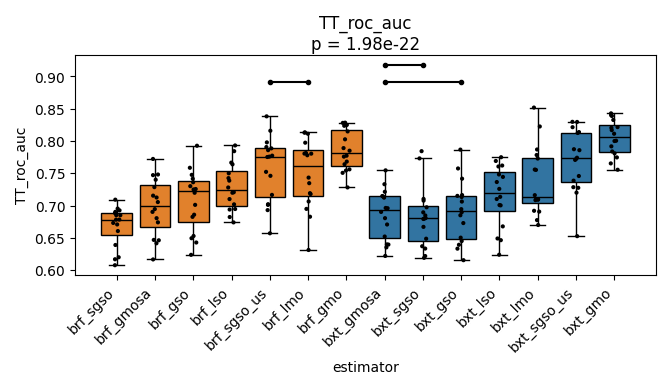 TT_roc_auc
p = 1.98e-22
TT_roc_auc
0.90
0.85
0.80
0.75
0.70
0.65
0.60
brf_sgso
brf_gmosa
brf_gso
brf_lso
brf_sgso_us
brf_lmo
brf_gmo
bxt_gmosa
bxt_sgso
bxt_gso
bxt_lso
bxt_lmo
bxt_sgso_us
bxt_gmo
estimator